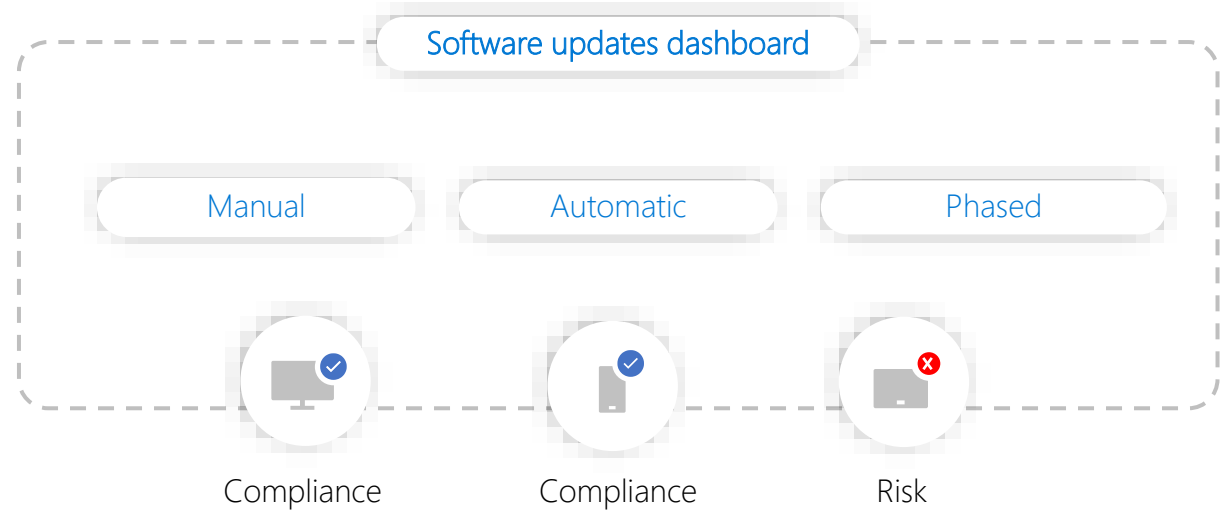 Software updates dashboard
Manual
Automatic
Phased
Compliance
Compliance
Risk